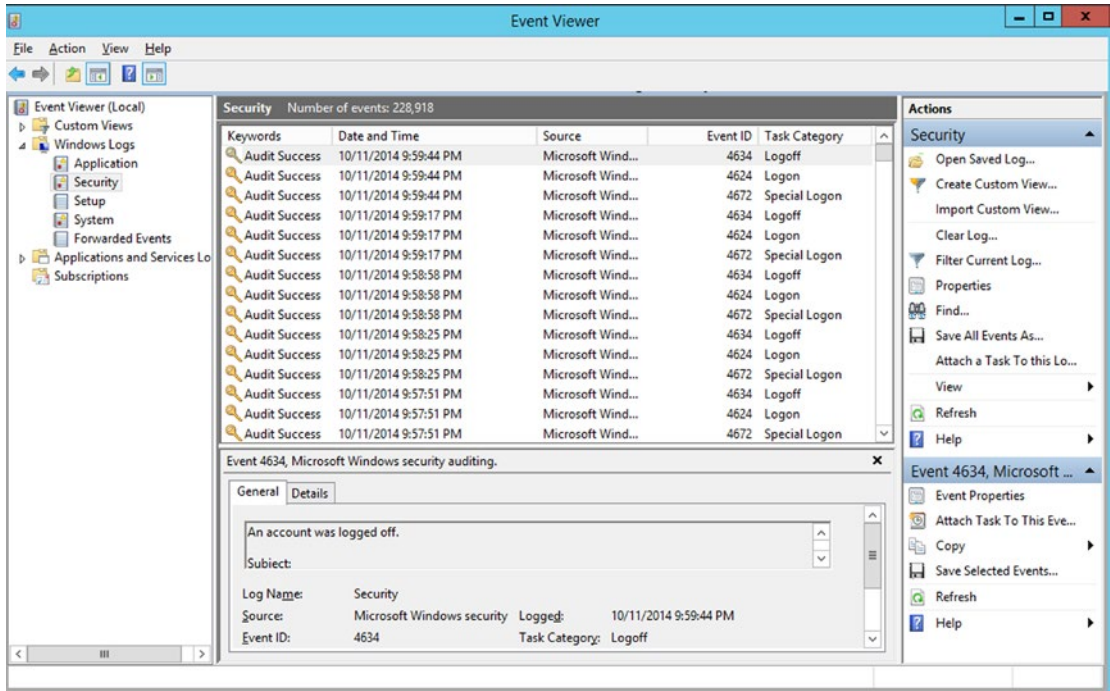 Event Viewer
File Action View Help
Event Viewer (Local)
Custom Views
Windows Logs
Application
Security
Setup
System
Forwarded Events
Applications and Services Lo
Subscriptions
Security Number of events: 228,918
Keywords Date and Time Source Event ID Task Category
Audit Success 10/11/2014 9:59:44 PM Microsoft Wind... 4634 Logoff
Audit Success 10/11/2014 9:59:44 PM Microsoft Wind... 4624 Logon
Audit Success 10/11/2014 9:59:44 PM Microsoft Wind... 4672 Special Logon
Audit Success 10/11/2014 9:59:17 PM Microsoft Wind... 4634 Logoff
Audit Success 10/11/2014 9:59:17 PM Microsoft Wind... 4624 Logon
Audit Success 10/11/2014 9:59:17 PM Microsoft Wind... 4672 Special Logon
Audit Success 10/11/2014 9:58:58 PM Microsoft Wind... 4634 Logoff
Audit Success 10/11/2014 9:58:58 PM Microsoft Wind... 4624 Logon
Audit Success 10/11/2014 9:58:58 PM Microsoft Wind... 4672 Special Logon
Audit Success 10/11/2014 9:58:25 PM Microsoft Wind... 4634 Logoff
Audit Success 10/11/2014 9:58:25 PM Microsoft Wind... 4624 Logon
Audit Success 10/11/2014 9:58:25 PM Microsoft Wind... 4672 Special Logon
Audit Success 10/11/2014 9:57:51 PM Microsoft Wind... 4634 Logoff
Audit Success 10/11/2014 9:57:51 PM Microsoft Wind... 4624 Logon
Audit Success 10/11/2014 9:57:51 PM Microsoft Wind... 4672 Special Logon
Event 4634, Microsoft Windows security auditing.
General Details
An account was logged off.
Subject:
Log Name: Security
Source: Microsoft Windows security Logged: 10/11/2014 9:59:44 PM
Event ID: 4634 Task Category: Logoff
Actions
Security
Open Saved Log...
Create Custom View...
Import Custom View...
Clear Log...
Filter Current Log...
Properties
Find...
Save All Events As...
Attach a Task To this Lo...
View
Refresh
Help
Event 4634, Microsoft ...
Event Properties
Attach Task To This Eve...
Copy
Save Selected Events...
Refresh
Help